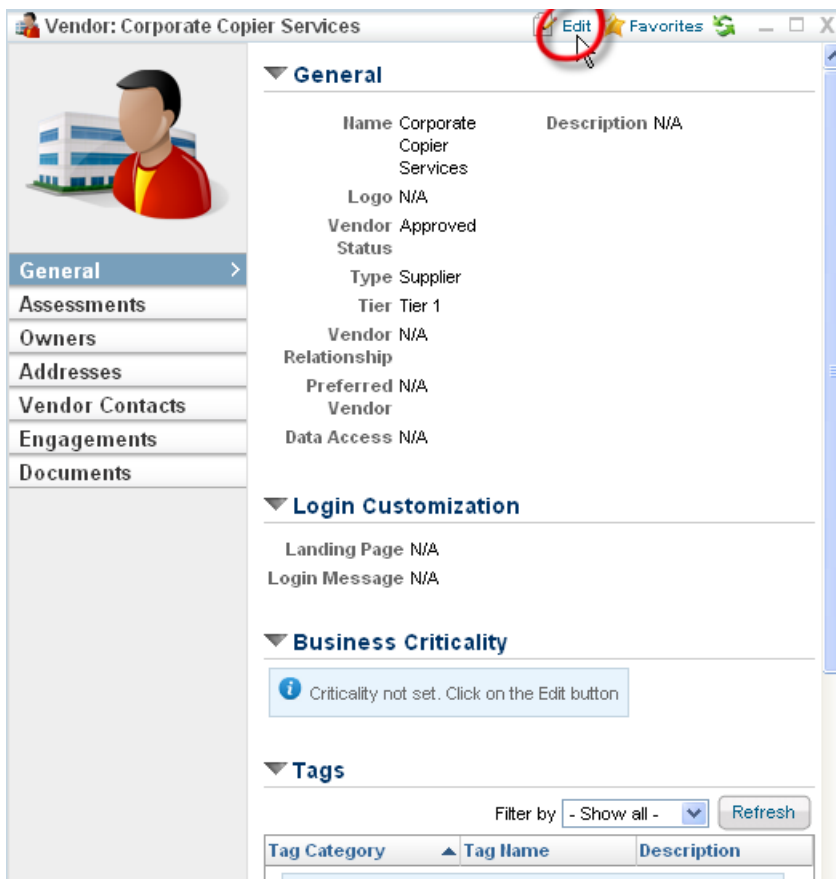 Vendor: Corporate Copier Services
Edit
Favorites
General
Assessments
Owners
Addresses
Vendor Contacts
Engagements
Documents
General
Name Corporate
Copier
Services
Description N/A
Logo N/A
Vendor Approved
Status
Type Supplier
Tier Tier 1
Vendor N/A
Relationship
Preferred N/A
Vendor
Data Access N/A
Login Customization
Landing Page N/A
Login Message N/A
Business Criticality
Criticality not set. Click on the Edit button
Tags
Filter by - Show all - Refresh
Tag Category Tag Name Description